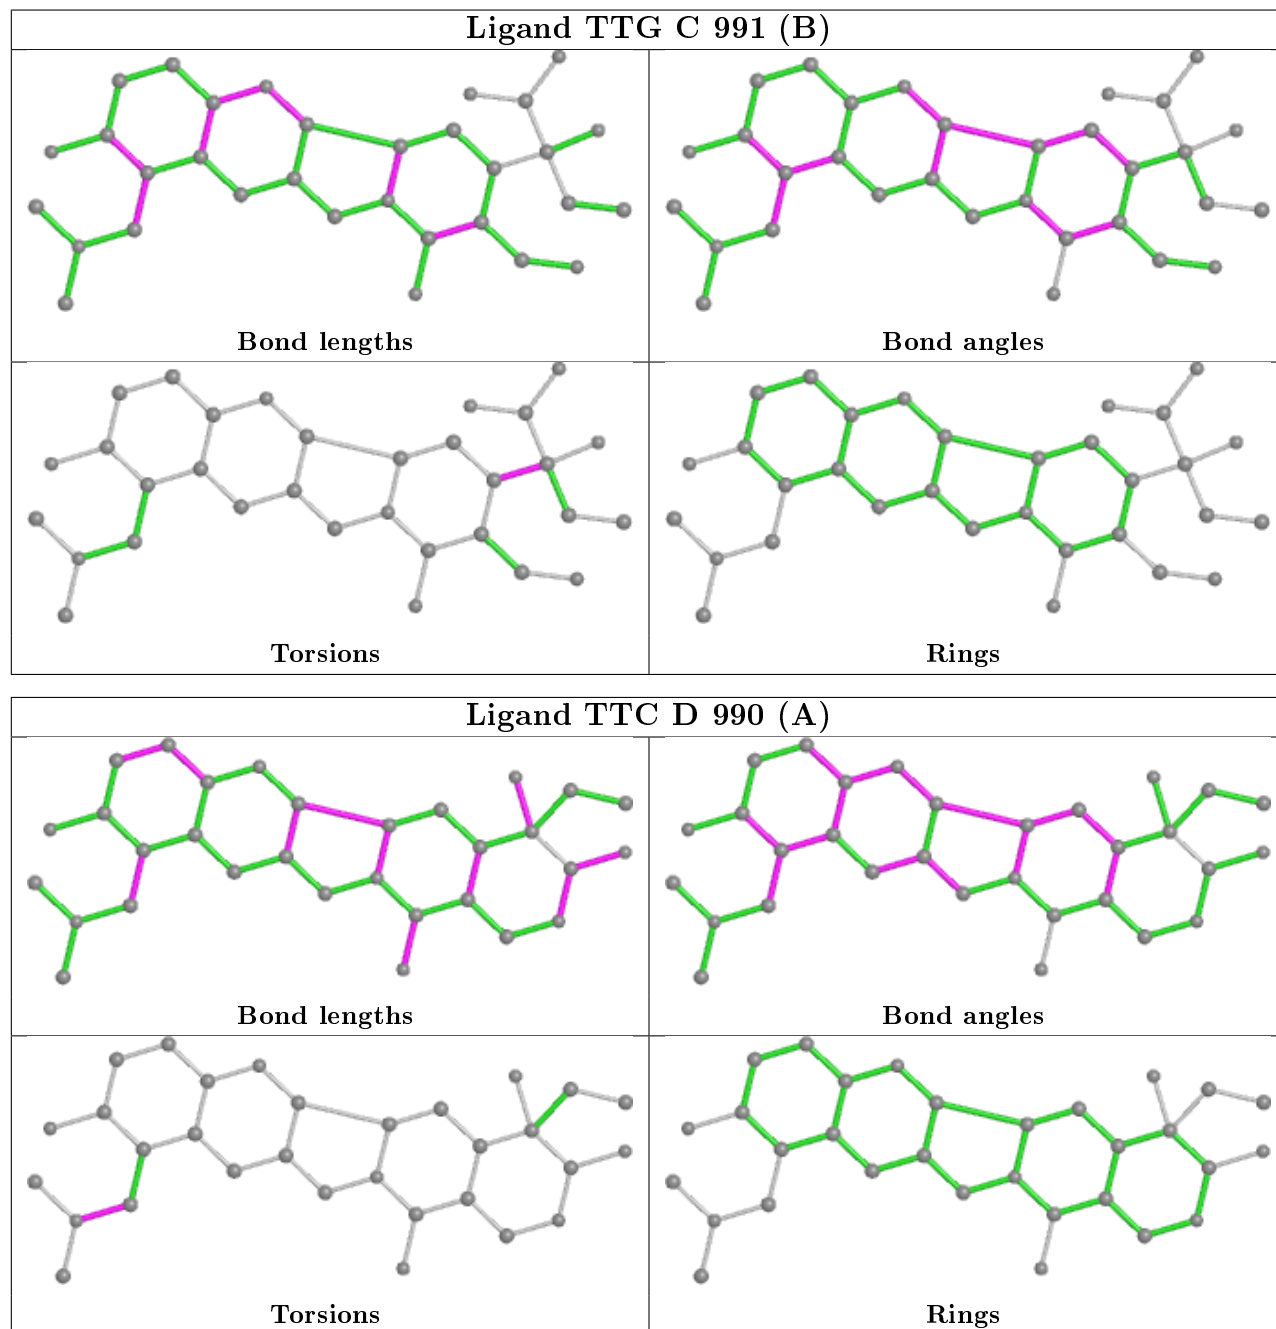 Ligand TTG C 991 (B)
Bond lengths
Bond angles
Torsions
Rings
Ligand TTC D 990 (A)
Bond lengths
Bond angles
Torsions
Rings